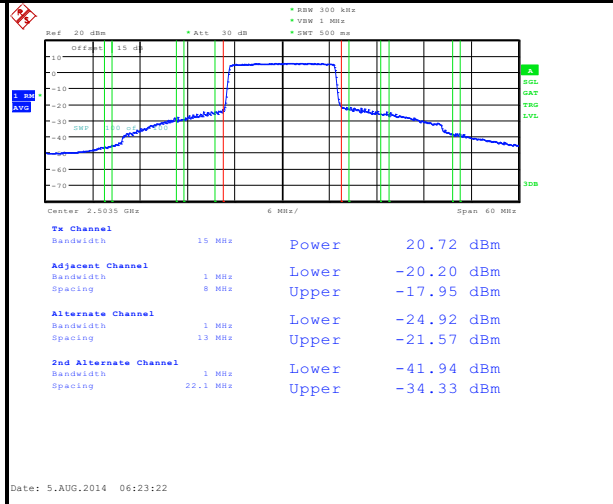 * RBW 300 kHz
* VBW 1 MHz
Ref 20 dBm * Att 30 dB * SWT 500 ms
Offset 15 dB
10
0
A
-10
SGL
1 RM *
GAT
AVG
-20
TRG
LVL
-30
SWP 100 of 500
-40
-50
-60
-70
3DB
Center 2.5035 GHz 6 MHz/ Span 60 MHz
Tx Channel
Bandwidth 15 MHz Power 20.72 dBm
Adjacent Channel
Lower -20.20 dBm
Bandwidth 1 MHz
Spacing 8 MHz Upper -17.95 dBm
Alternate Channel
Lower -24.92 dBm
Bandwidth 1 MHz
Spacing 13 MHz Upper -21.57 dBm
2nd Alternate Channel
Lower -41.94 dBm
Bandwidth 1 MHz
Spacing 22.1 MHz Upper -34.33 dBm
Date: 5.AUG.2014 06:23:22